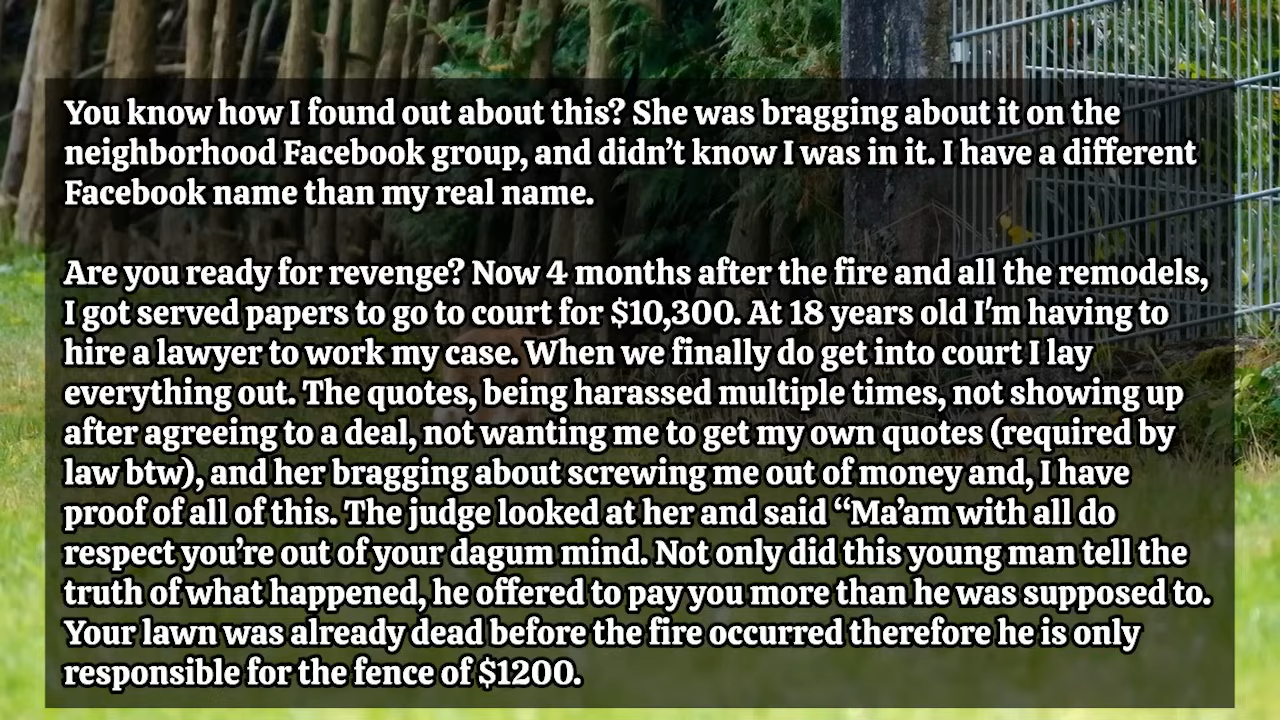 You know how I found out about this? She was bragging about it on the
neighborhood Facebook group, and didn’t know I was in it. I have a different
Facebook name than my real name.
Are you ready for revenge? Now 4 months after the fire and all the remodels,
I got served papers to go to court for $10,300. At 18 years old I'm having to
hire a lawyer to work my case. When we finally do get into court I lay
everything out. The quotes, being harassed multiple times, not showing up
after agreeing to a deal, not wanting me to get my own quotes (required by
law btw), and her bragging about screwing me out of money and, I have
proof of all of this. The judge looked at her and said “Ma’am with all do
respect you’re out of your dagum mind. Not only did this young man tell the
truth of what happened, he offered to pay you more than he was supposed to.
Your lawn was already dead before the fire occurred therefore he is only
responsible for the fence of $1200.